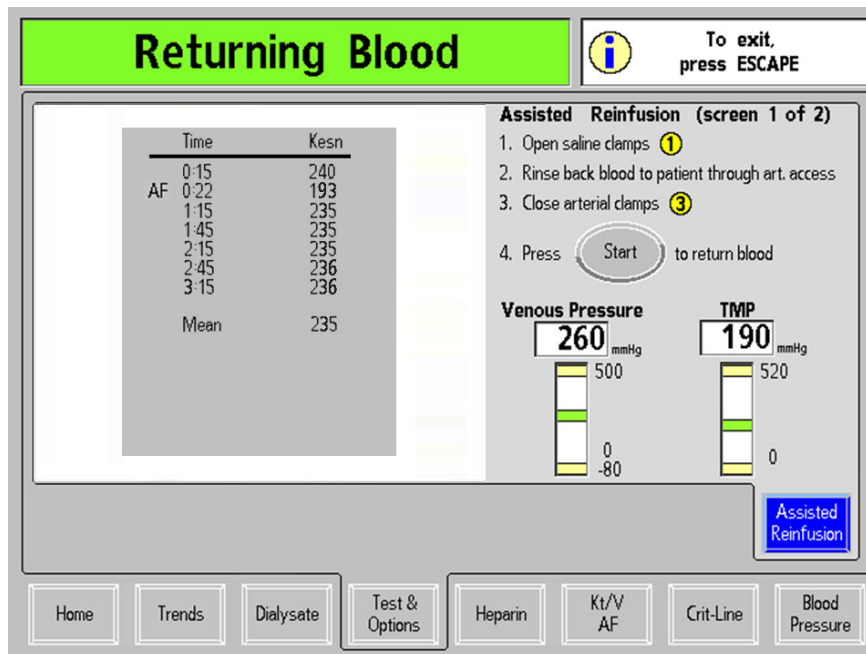 Returning Blood
To exit,
press ESCAPE
Time Kesn
0:15 240
AF 0:22 193
1:15 235
1:45 235
2:15 235
2:45 236
3:15 236
Mean 235
Assisted Reinfusion (screen 1 of 2)
1. Open saline clamps 1
2. Rinse back blood to patient through art. access
3. Close arterial clamps 3
4. Press Start to return blood
Venous Pressure TMP
260 mmHg 190 mmHg
500 520
0 0
-80
Assisted
Reinfusion
Home Trends Dialysate Test &
Options Heparin Kt/V
AF Crit-Line Blood
Pressure